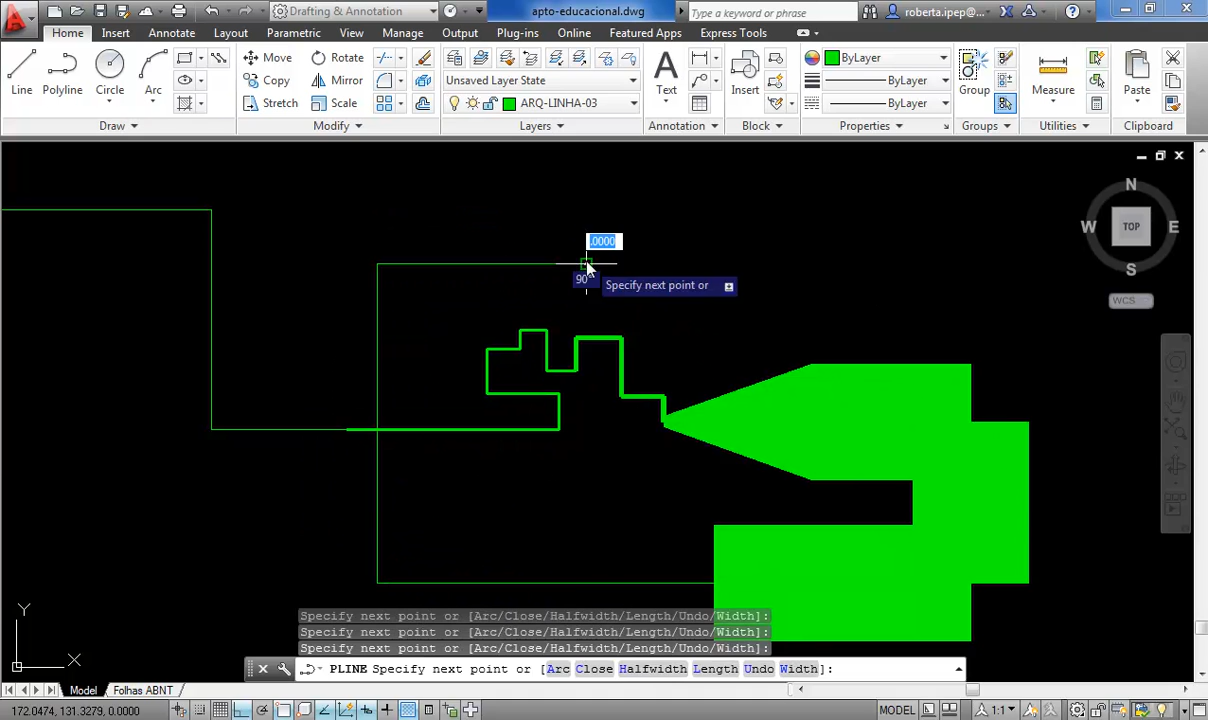 Drafting & Annotation
apto-educacional.dwg
Type a keyword or phrase
roberta.ipep@...
Home Insert Annotate Layout Parametric View Manage Output Plug-ins Online Featured Apps Express Tools
Line
Polyline
Circle
Arc
Draw
Move
Copy
Stretch
Rotate
Mirror
Scale
Modify
Unsaved Layer State
ARQ-LINHA-03
Layers
Text
Annotation
Insert
Block
ByLayer
ByLayer
ByLayer
Properties
Group
Groups
Measure
Utilities
Paste
Clipboard
N
W TOP E
S
WCS
.0000
90°
Specify next point or
Y
X
Specify next point or [Arc/Close/Halfwidth/Length/Undo/Width]:
Specify next point or [Arc/Close/Halfwidth/Length/Undo/Width]:
Specify next point or [Arc/Close/Halfwidth/Length/Undo/Width]:
PLINE Specify next point or [Arc Close Halfwidth Length Undo Width]:
Model Folhas ABNT
172.0474, 131.3279, 0.0000
MODEL
1:1